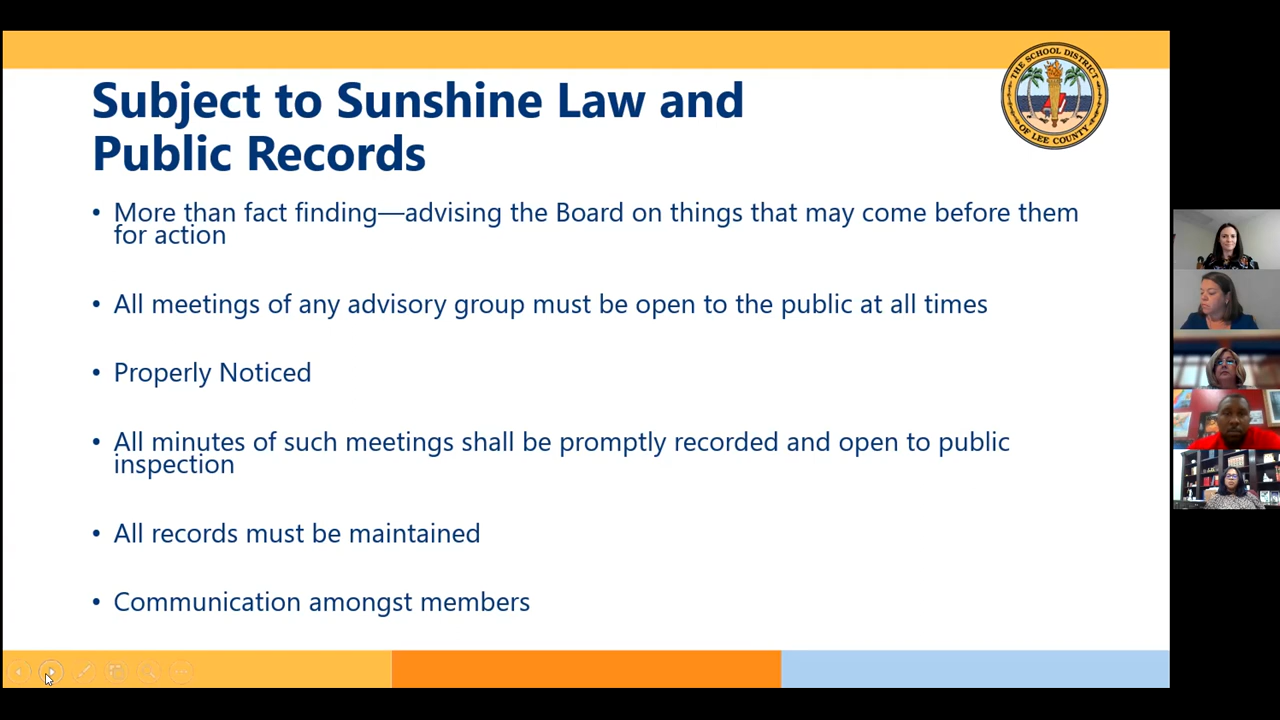 Subject to Sunshine Law and
Public Records
THE SCHOOL DISTRICT
OF LEE COUNTY
• More than fact finding—advising the Board on things that may come before them
for action
• All meetings of any advisory group must be open to the public at all times
• Properly Noticed
• All minutes of such meetings shall be promptly recorded and open to public
inspection
• All records must be maintained
• Communication amongst members